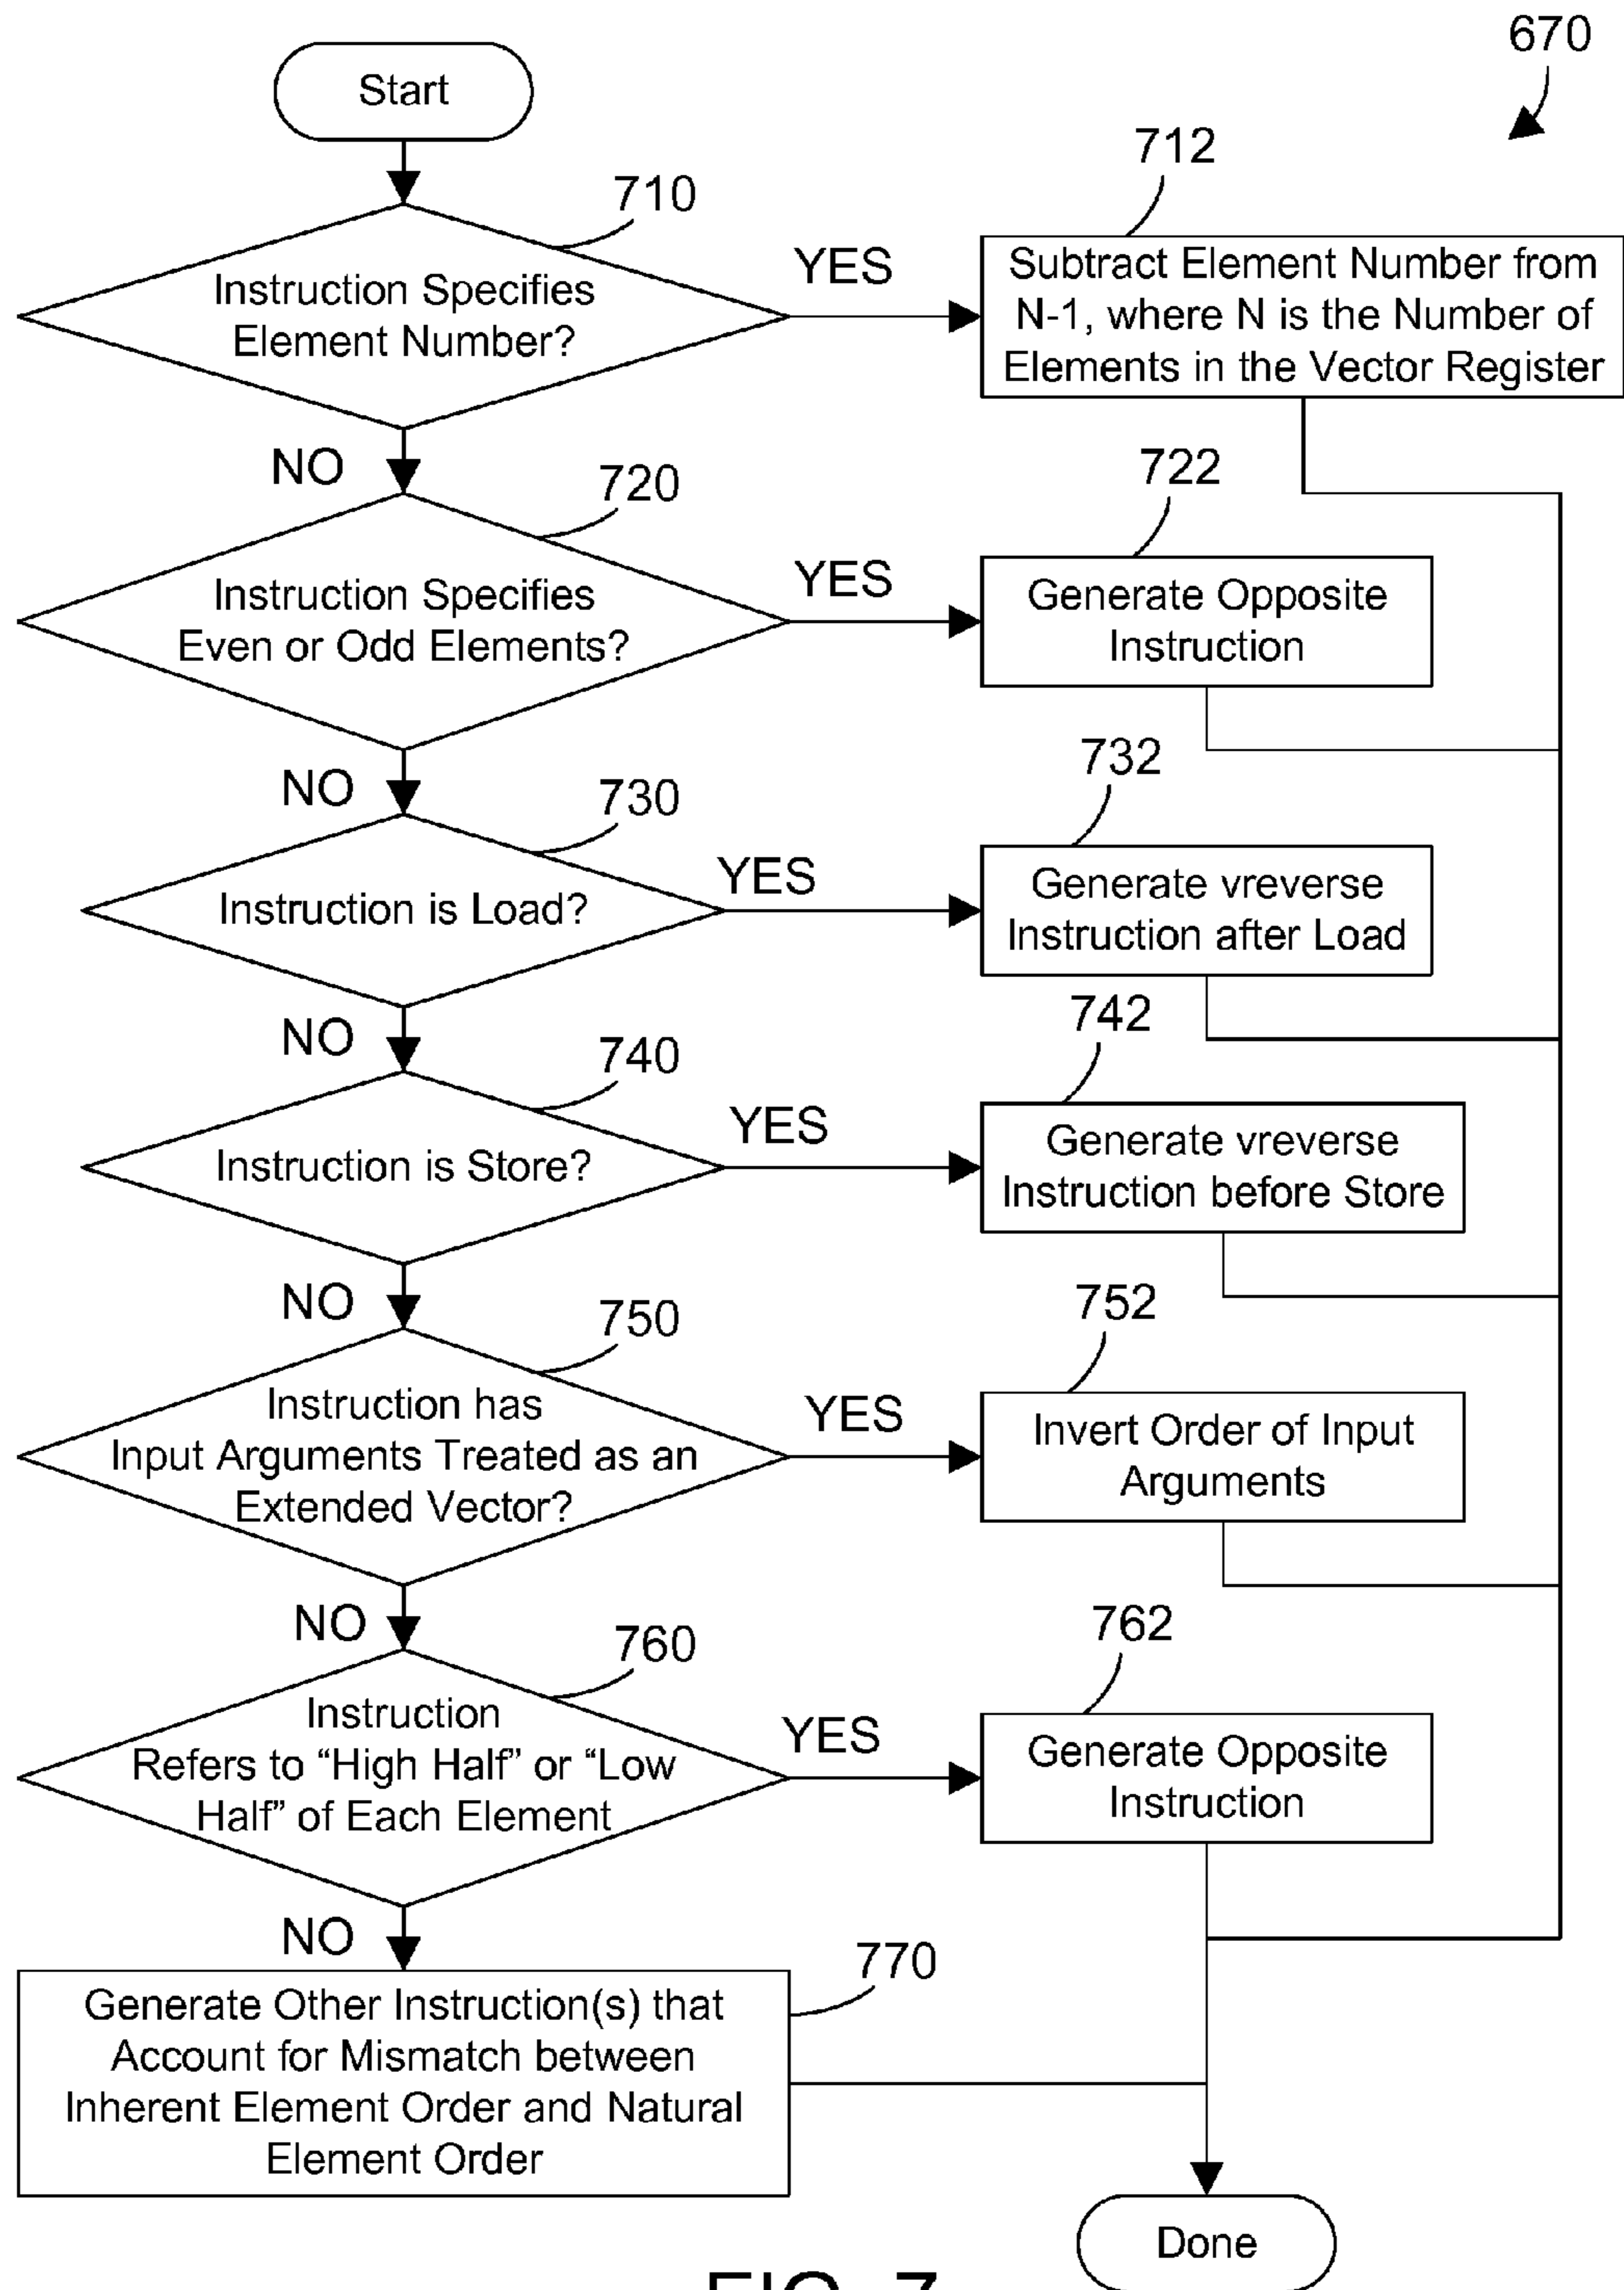 670
Start
710
Instruction Specifies
Element Number?
YES
712
Subtract Element Number from
N-1, where N is the Number of
Elements in the Vector Register
NO
720
Instruction Specifies
Even or Odd Elements?
YES
722
Generate Opposite
Instruction
NO
730
Instruction is Load?
YES
732
Generate vreverse
Instruction after Load
NO
740
Instruction is Store?
YES
742
Generate vreverse
Instruction before Store
NO
750
Instruction has
Input Arguments Treated as an
Extended Vector?
YES
752
Invert Order of Input
Arguments
NO
760
Instruction
Refers to “High Half” or “Low
Half” of Each Element
YES
762
Generate Opposite
Instruction
NO
770
Generate Other Instruction(s) that
Account for Mismatch between
Inherent Element Order and Natural
Element Order
Done
FIG. 7